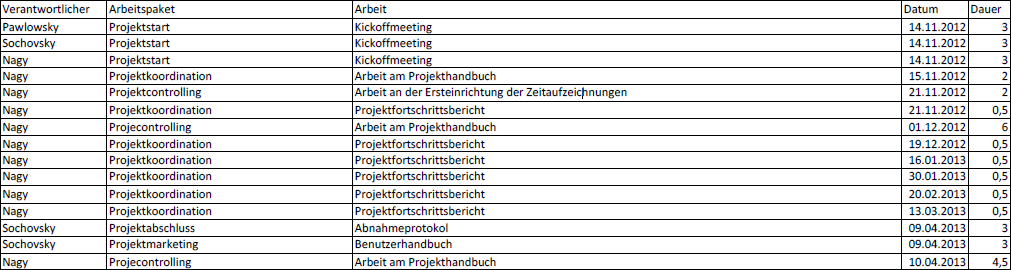 Verantwortlicher Arbeitspaket Arbeit Datum Dauer
Pawlowsky Projektstart Kickoffmeeting 14.11.2012 3
Sochovsky Projektstart Kickoffmeeting 14.11.2012 3
Nagy Projektstart Kickoffmeeting 14.11.2012 3
Nagy Projektkoordination Arbeit am Projekthandbuch 15.11.2012 2
Nagy Projektcontrolling Arbeit an der Ersteinrichtung der Zeitaufzeichnungen 21.11.2012 2
Nagy Projektkoordination Projektfortschrittsbericht 21.11.2012 0,5
Nagy Projecontrolling Arbeit am Projekthandbuch 01.12.2012 6
Nagy Projektkoordination Projektfortschrittsbericht 19.12.2012 0,5
Nagy Projektkoordination Projektfortschrittsbericht 16.01.2013 0,5
Nagy Projektkoordination Projektfortschrittsbericht 30.01.2013 0,5
Nagy Projektkoordination Projektfortschrittsbericht 20.02.2013 0,5
Nagy Projektkoordination Projektfortschrittsbericht 13.03.2013 0,5
Sochovsky Projektabschluss Abnahmeprotokol 09.04.2013 3
Sochovsky Projektmarketing Benutzerhandbuch 09.04.2013 3
Nagy Projecontrolling Arbeit am Projekthandbuch 10.04.2013 4,5